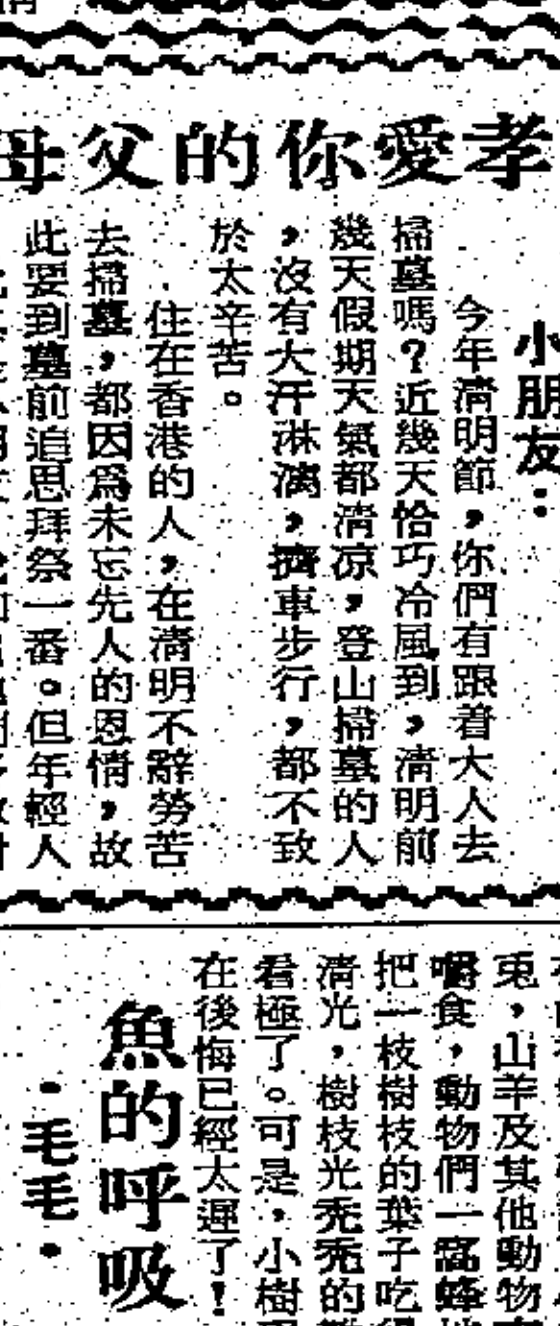 孝愛你的父母
小朋友：
今年清明節，你們有跟着大人去
掃墓嗎？近幾天恰巧冷風到，清明前
幾天假期天氣都清凉，登山掃墓的人
，沒有大汗淋漓，擠車步行，都不致
於太辛苦。
住在香港的人，在清明不辭勞苦
去掃墓，都因爲未忘先人的恩情，故
此要到墓前追思拜祭一番。但年輕人
兎，山羊及其他動物
嚼食，動物們一窩蜂
把一枝樹枝的葉子吃
清光，樹枝光秃秃的
看極了。可是，小樹
在後悔已經太遲了！
魚的呼吸
·毛毛·